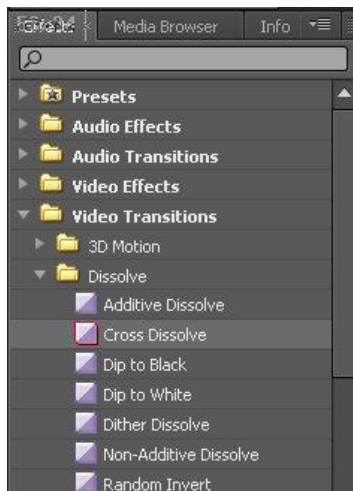 Effects Media Browser Info
Presets
Audio Effects
Audio Transitions
Video Effects
Video Transitions
3D Motion
Dissolve
Additive Dissolve
Cross Dissolve
Dip to Black
Dip to White
Dither Dissolve
Non-Additive Dissolve
Random Invert